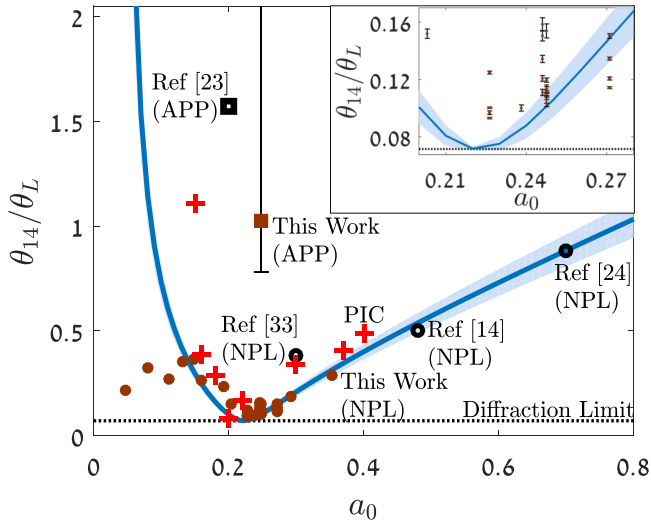 2
1.5
1
0.5
0
θ₁₄/θ_L
0
0.2
0.4
0.6
0.8
a₀
Ref [23]
(APP)
This Work
(APP)
Ref [33]
(NPL)
PIC
Ref [14]
(NPL)
This Work
(NPL)
Ref [24]
(NPL)
Diffraction Limit
0.16
0.12
0.08
θ₁₄/θ_L
0.21
0.24
0.27
a₀